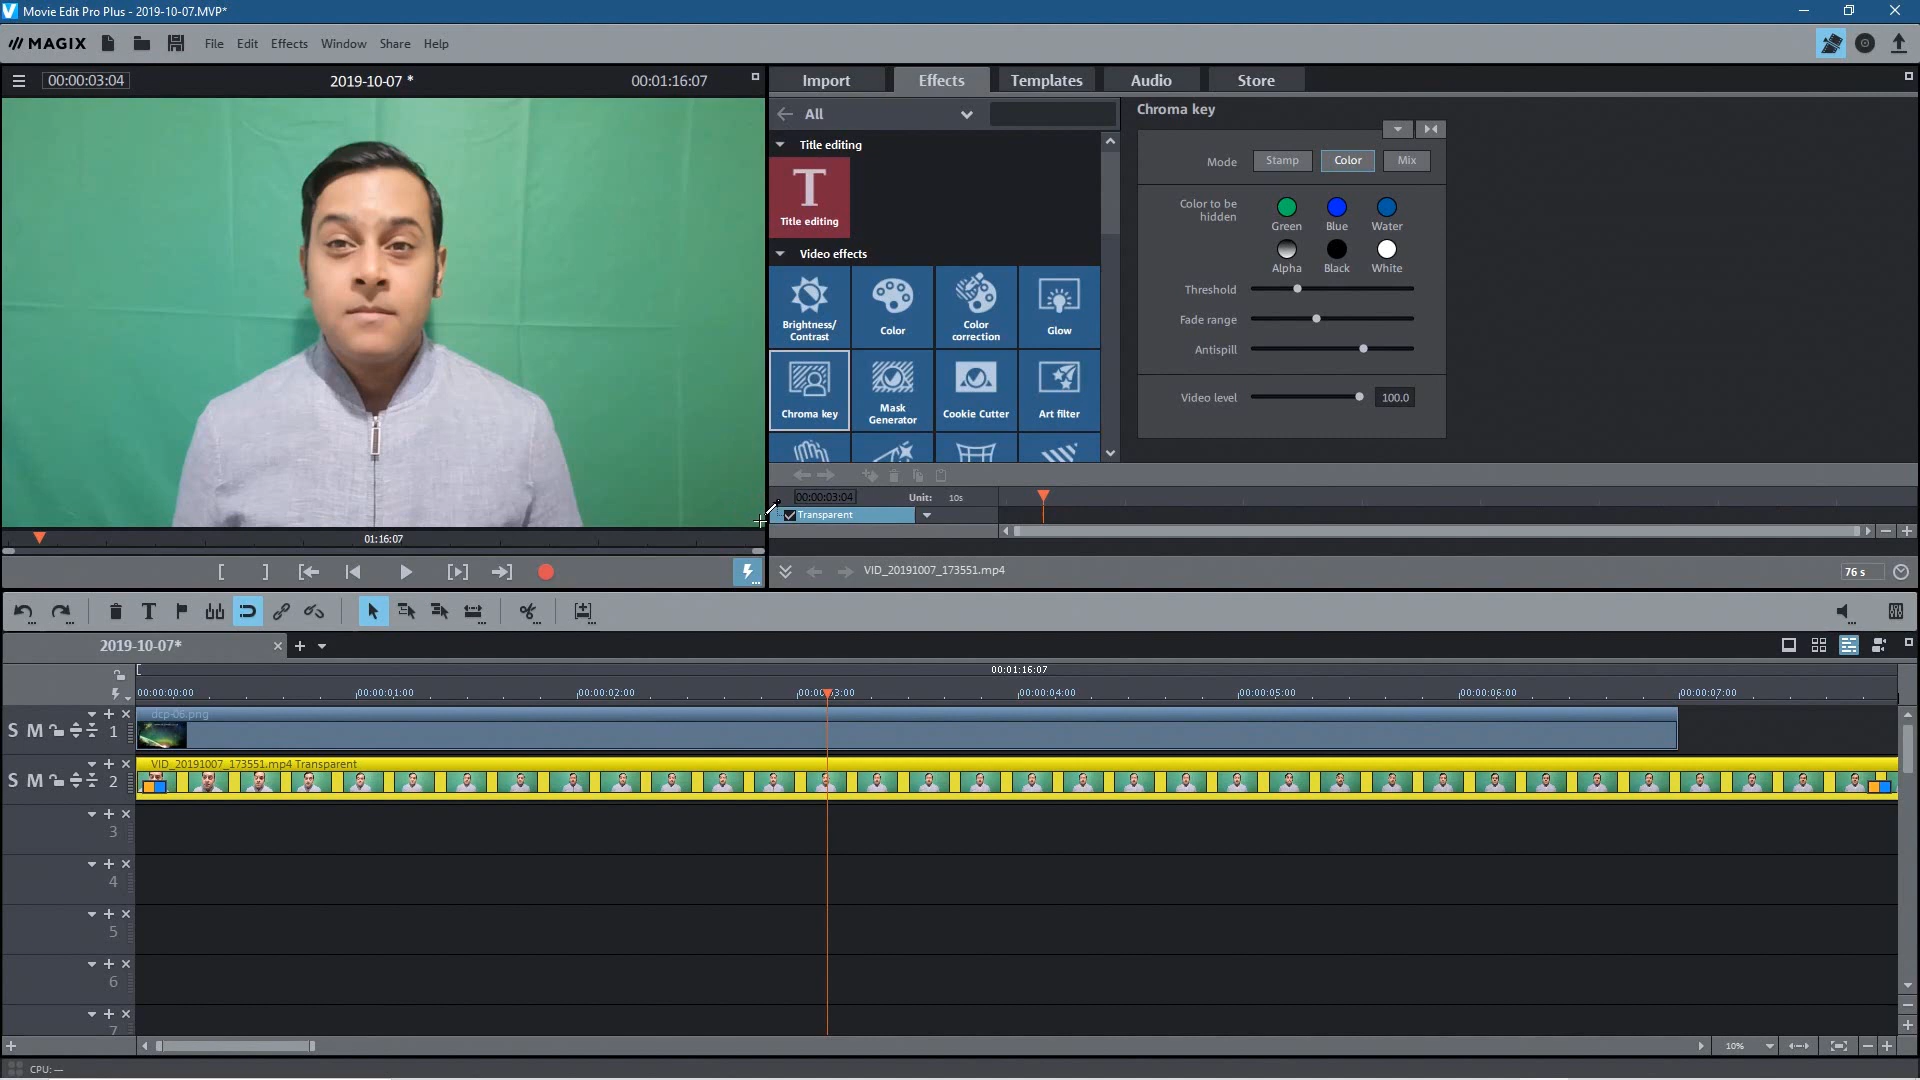 Movie Edit Pro Plus - 2019-10-07.MVP*
MAGIX File Edit Effects Window Share Help
00:00:03:04 2019-10-07 * 00:01:16:07
Import Effects Templates Audio Store
All
Title editing
Title editing
Video effects
Brightness/ Contrast
Color
Color correction
Glow
Chroma key
Mask Generator
Cookie Cutter
Art filter
Chroma key
Mode Stamp Color Mix
Color to be hidden
Green Blue Water
Alpha Black White
Threshold
Fade range
Antispill
Video level 100.0
00:00:03:04 Unit: 10s
Transparent
01:16:07
VID_20191007_173551.mp4 76 s
2019-10-07*
00:01:16:07
00:00:00:00 00:00:01:00 00:00:02:00 00:00:03:00 00:00:04:00 00:00:05:00 00:00:06:00 00:00:07:00
dcp-06.png
S M 1
VID_20191007_173551.mp4 Transparent
S M 2
3
4
5
6
7
10%
CPU: —